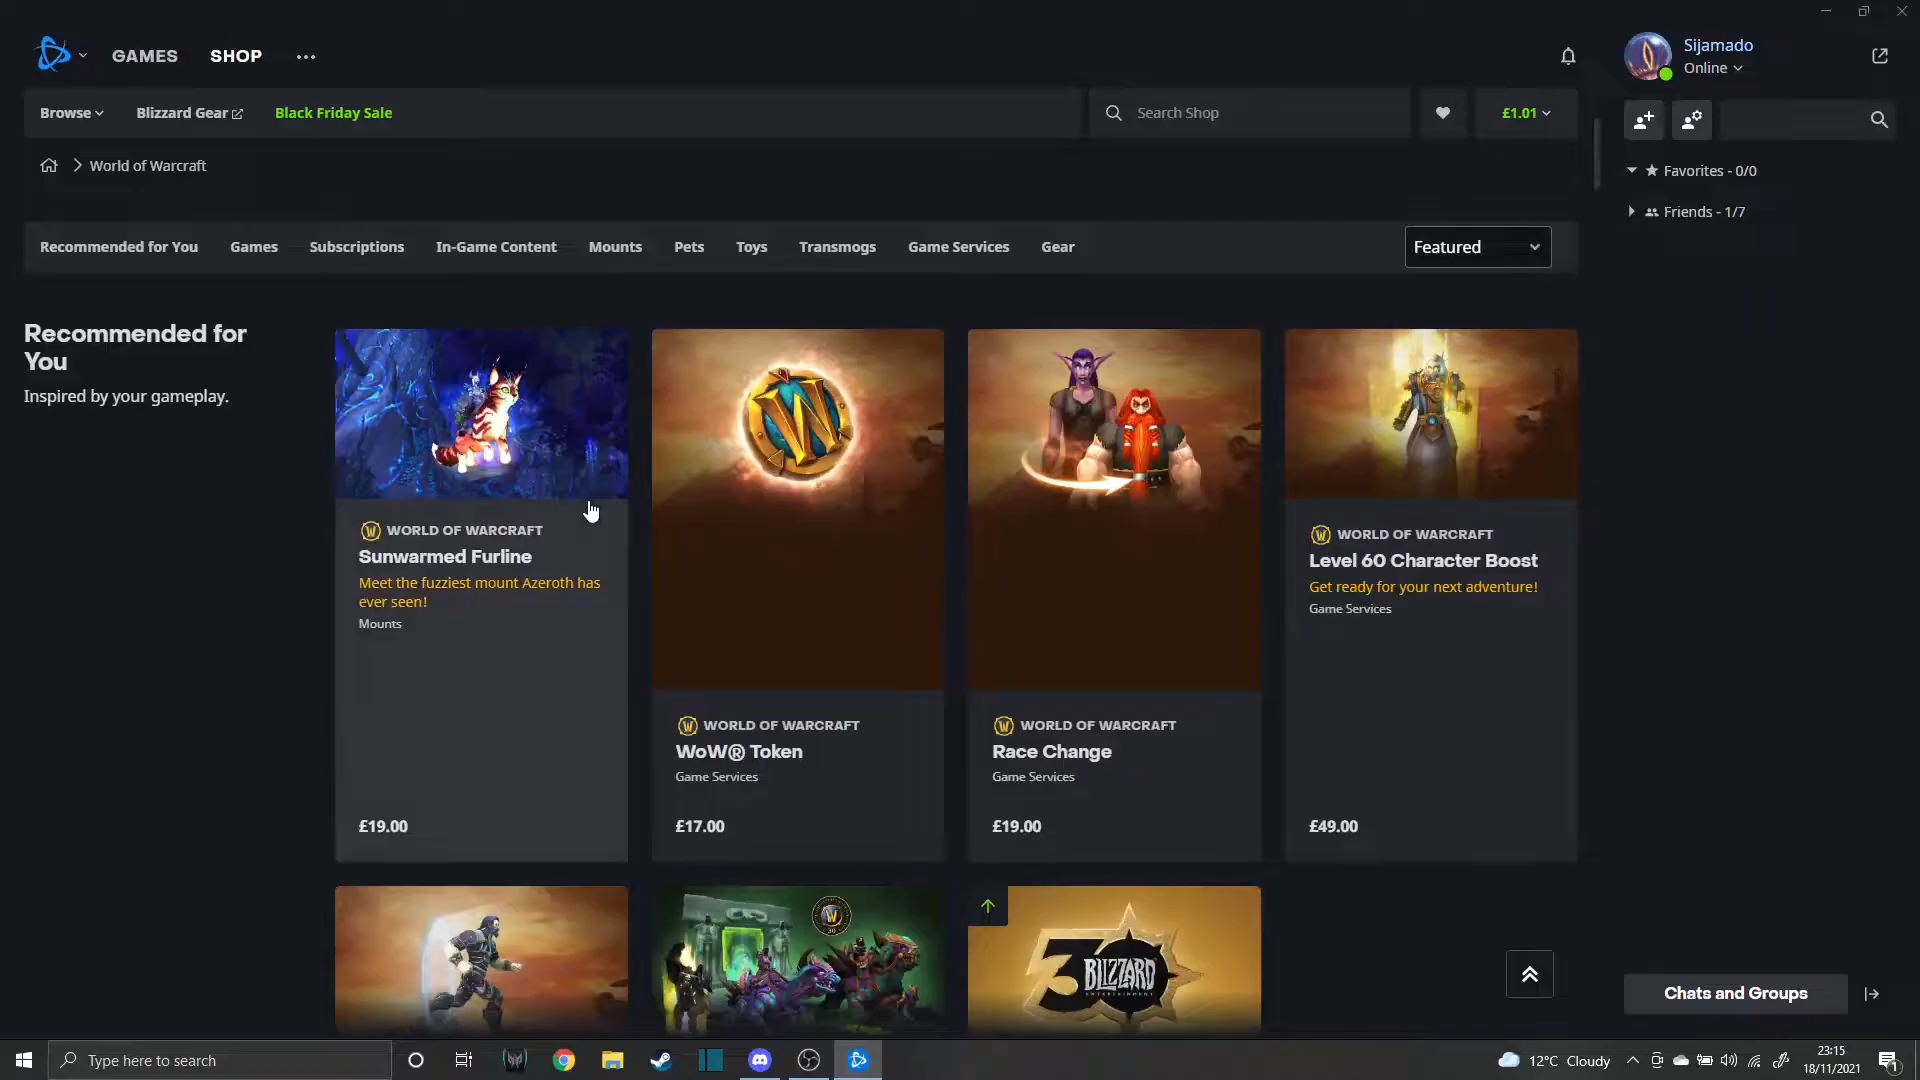 GAMES
SHOP
Sijamado
Online
Browse
Blizzard Gear
Black Friday Sale
Search Shop
£1.01
World of Warcraft
Favorites - 0/0
Friends - 1/7
Recommended for You
Games
Subscriptions
In-Game Content
Mounts
Pets
Toys
Transmogs
Game Services
Gear
Featured
Recommended for
You
Inspired by your gameplay.
WORLD OF WARCRAFT
Sunwarmed Furline
Meet the fuzziest mount Azeroth has
ever seen!
Mounts
£19.00
WORLD OF WARCRAFT
WoW® Token
Game Services
£17.00
WORLD OF WARCRAFT
Race Change
Game Services
£19.00
WORLD OF WARCRAFT
Level 60 Character Boost
Get ready for your next adventure!
Game Services
£49.00
30
BLIZZARD
ENTERTAINMENT
Chats and Groups
Type here to search
12°C Cloudy
23:15
18/11/2021
1